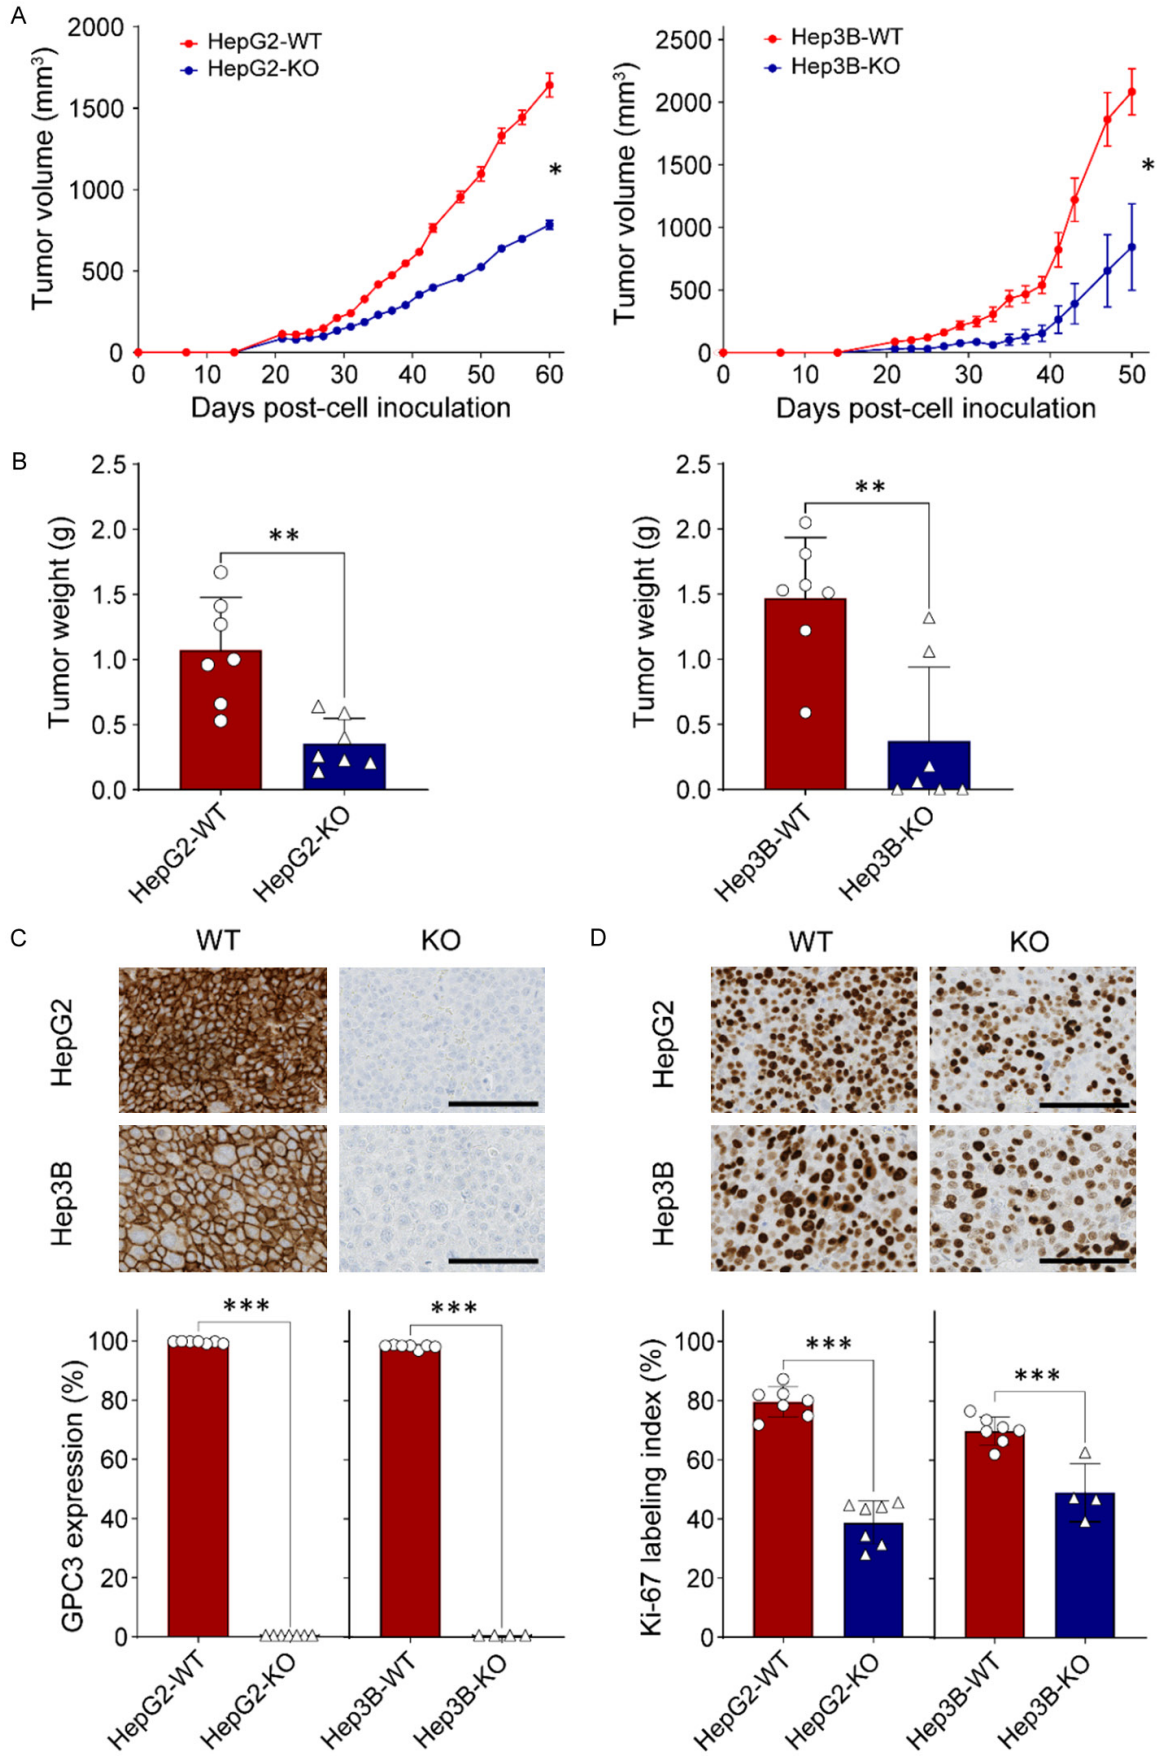 A
HepG2-WT
HepG2-KO
Tumor volume (mm³)
2000
1500
1000
500
0
*
0 10 20 30 40 50 60
Days post-cell inoculation
Hep3B-WT
Hep3B-KO
Tumor volume (mm³)
2500
2000
1500
1000
500
0
*
0 10 20 30 40 50
Days post-cell inoculation
B
Tumor weight (g)
2.5
2.0
1.5
1.0
0.5
0.0
**
HepG2-WT
HepG2-KO
Tumor weight (g)
2.5
2.0
1.5
1.0
0.5
0.0
**
Hep3B-WT
Hep3B-KO
C
WT KO
HepG2
Hep3B
GPC3 expression (%)
100
80
60
40
20
0
*** ***
HepG2-WT
HepG2-KO
Hep3B-WT
Hep3B-KO
D
WT KO
HepG2
Hep3B
Ki-67 labeling index (%)
100
80
60
40
20
0
*** ***
HepG2-WT
HepG2-KO
Hep3B-WT
Hep3B-KO